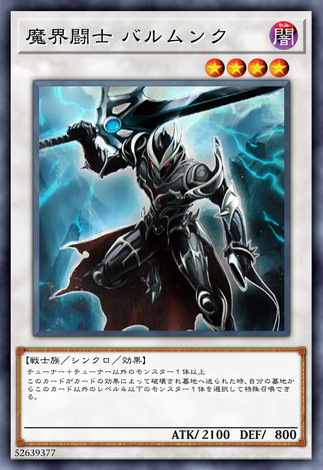 魔界闘士 バルムンク
闇
【戦士族/シンクロ/効果】
チューナー+チューナー以外のモンスター1体以上
このカードがカードの効果によって破壊され墓地へ送られた時、自分の墓地か
らこのカード以外のレベル4以下のモンスター1体を選択して特殊召喚でき
る。
ATK/ 2100 DEF/ 800
52639377